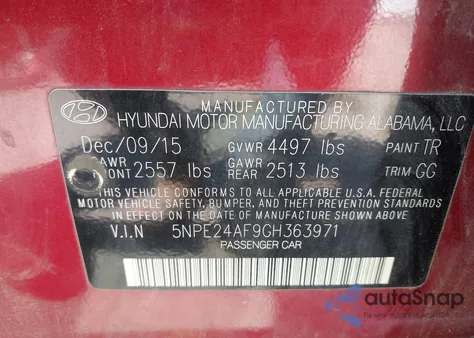 MANUFACTURED BY
HYUNDAI MOTOR MANUFACTURING ALABAMA, LLC
Dec/09/15 GVWR 4497 lbs PAINT TR
GAWR FRONT 2557 lbs GAWR REAR 2513 lbs TRIM GG
THIS VEHICLE CONFORMS TO ALL APPLICABLE U.S.A. FEDERAL
MOTOR VEHICLE SAFETY, BUMPER, AND THEFT PREVENTION STANDARDS
IN EFFECT ON THE DATE OF MANUFACTURE SHOWN ABOVE
V.I.N 5NPE24AF9GH363971
PASSENGER CAR
autoSnap